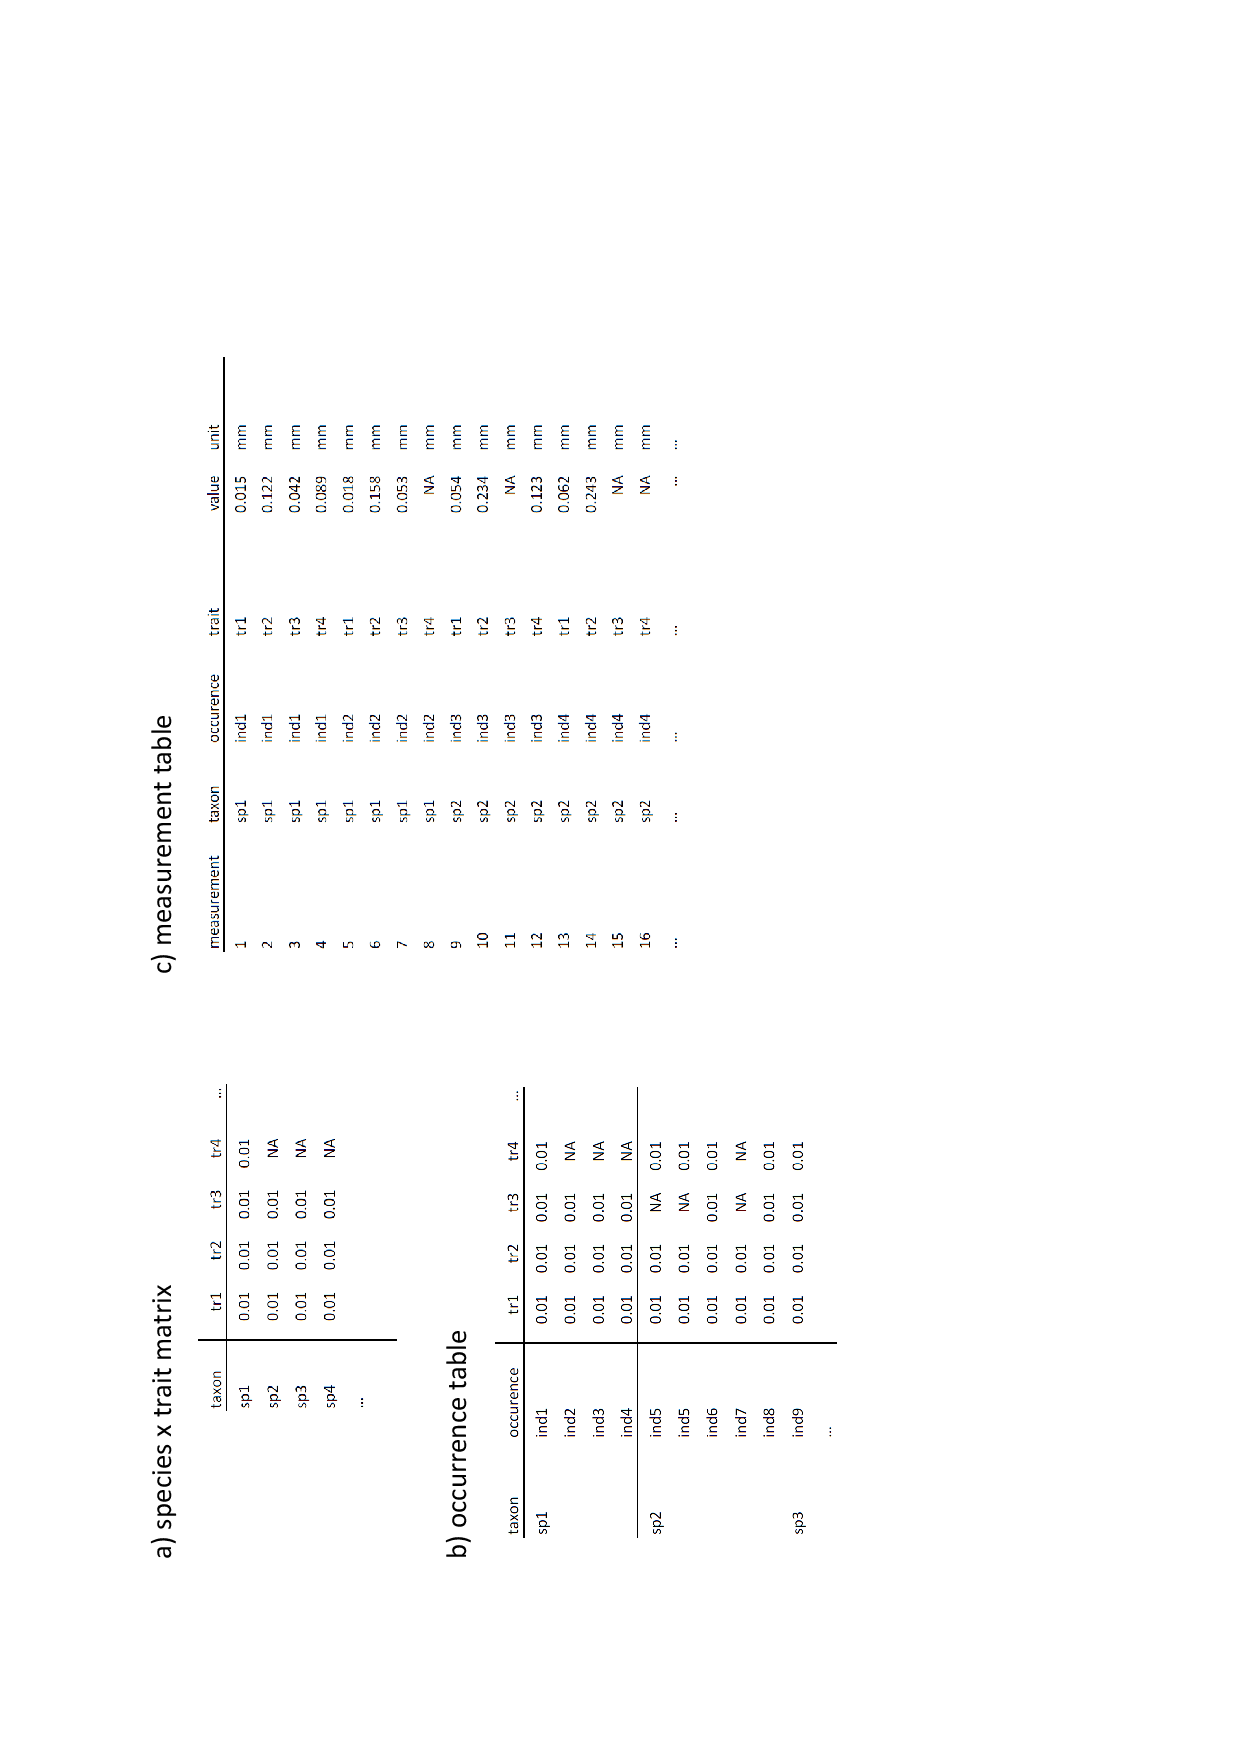 a) species x trait matrix
taxon tr1 tr2 tr3 tr4 ...
sp1 0.01 0.01 0.01 0.01
sp2 0.01 0.01 0.01 NA
sp3 0.01 0.01 0.01 NA
sp4 0.01 0.01 0.01 NA
...
b) occurrence table
taxon occurence tr1 tr2 tr3 tr4 ...
sp1 ind1 0.01 0.01 0.01 0.01
ind2 0.01 0.01 0.01 NA
ind3 0.01 0.01 0.01 NA
ind4 0.01 0.01 0.01 NA
sp2 ind5 0.01 0.01 NA 0.01
ind5 0.01 0.01 NA 0.01
ind6 0.01 0.01 0.01 0.01
ind7 0.01 0.01 NA NA
ind8 0.01 0.01 0.01 0.01
sp3 ind9 0.01 0.01 0.01 0.01
...
c) measurement table
measurement taxon occurence trait value unit
1 sp1 ind1 tr1 0.015 mm
2 sp1 ind1 tr2 0.122 mm
3 sp1 ind1 tr3 0.042 mm
4 sp1 ind1 tr4 0.089 mm
5 sp1 ind2 tr1 0.018 mm
6 sp1 ind2 tr2 0.158 mm
7 sp1 ind2 tr3 0.053 mm
8 sp1 ind2 tr4 NA mm
9 sp2 ind3 tr1 0.054 mm
10 sp2 ind3 tr2 0.234 mm
11 sp2 ind3 tr3 NA mm
12 sp2 ind3 tr4 0.123 mm
13 sp2 ind4 tr1 0.062 mm
14 sp2 ind4 tr2 0.243 mm
15 sp2 ind4 tr3 NA mm
16 sp2 ind4 tr4 NA mm
... ... ... ... ... ...